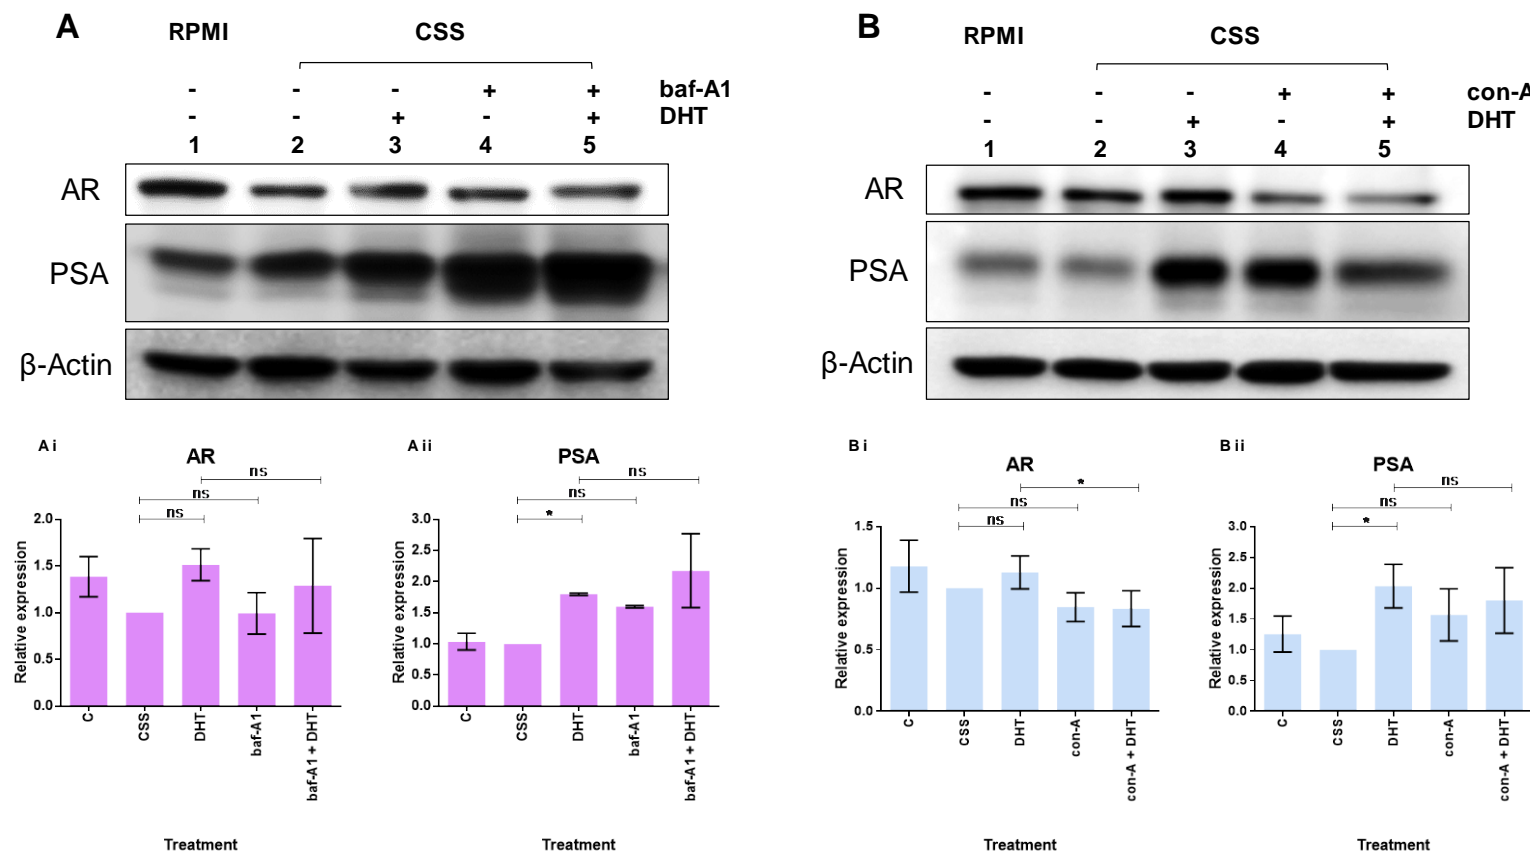 A
RPMI CSS
- - - + + baf-A1
- - + - + DHT
1 2 3 4 5
AR
PSA
β-Actin
B
RPMI CSS
- - - + + con-A
- - + - + DHT
1 2 3 4 5
AR
PSA
β-Actin
A i
AR
ns
ns
ns
Relative expression
2.0
1.5
1.0
0.5
0.0
C CSS DHT baf-A1 baf-A1 + DHT
Treatment
A ii
PSA
ns
ns
*
Relative expression
3.0
2.5
2.0
1.5
1.0
0.5
0.0
C CSS DHT baf-A1 baf-A1 + DHT
Treatment
B i
AR
*
ns
ns
Relative expression
1.5
1.0
0.5
0.0
C CSS DHT con-A con-A + DHT
Treatment
B ii
PSA
ns
ns
*
Relative expression
3.0
2.5
2.0
1.5
1.0
0.5
0.0
C CSS DHT con-A con-A + DHT
Treatment